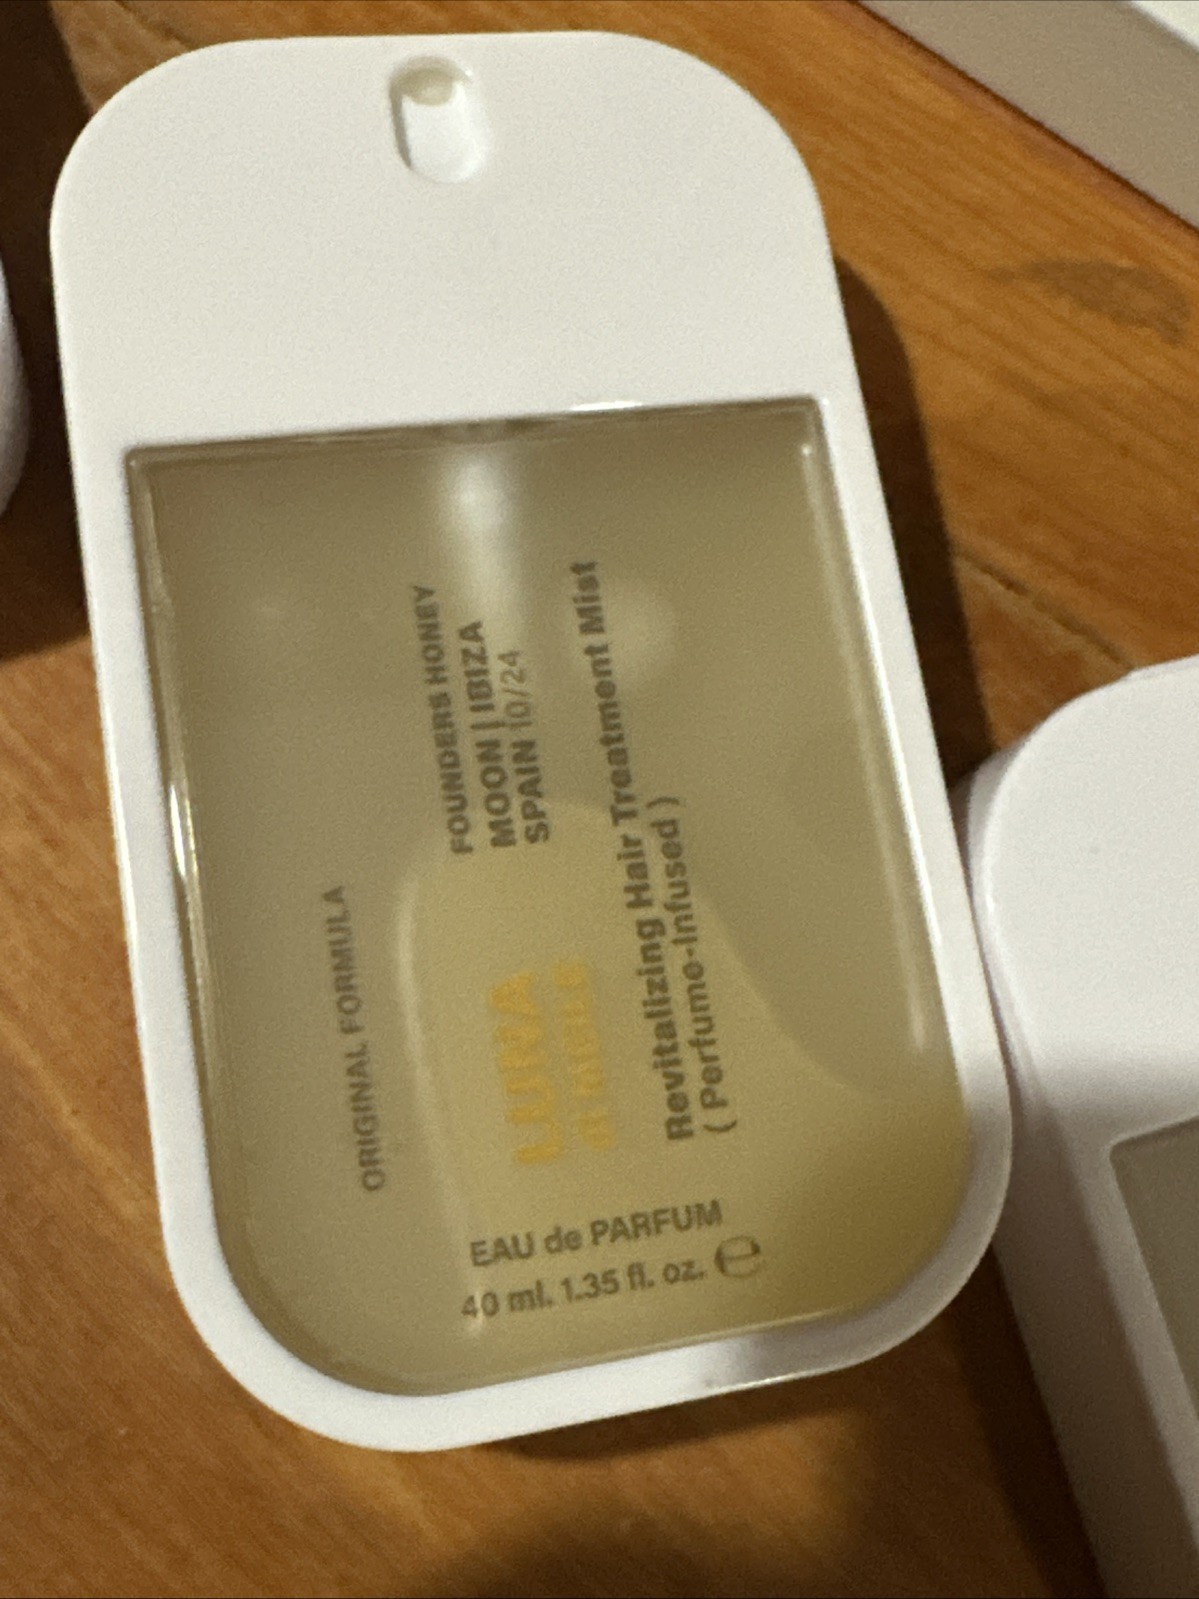 ORIGINAL FORMULA
FOUNDERS HONEY
MOON | IBIZA
SPAIN 10/24
LUNA
Revitalizing Hair Treatment Mist
( Perfume-Infused )
EAU de PARFUM
40 ml. 1.35 fl. oz. ℮